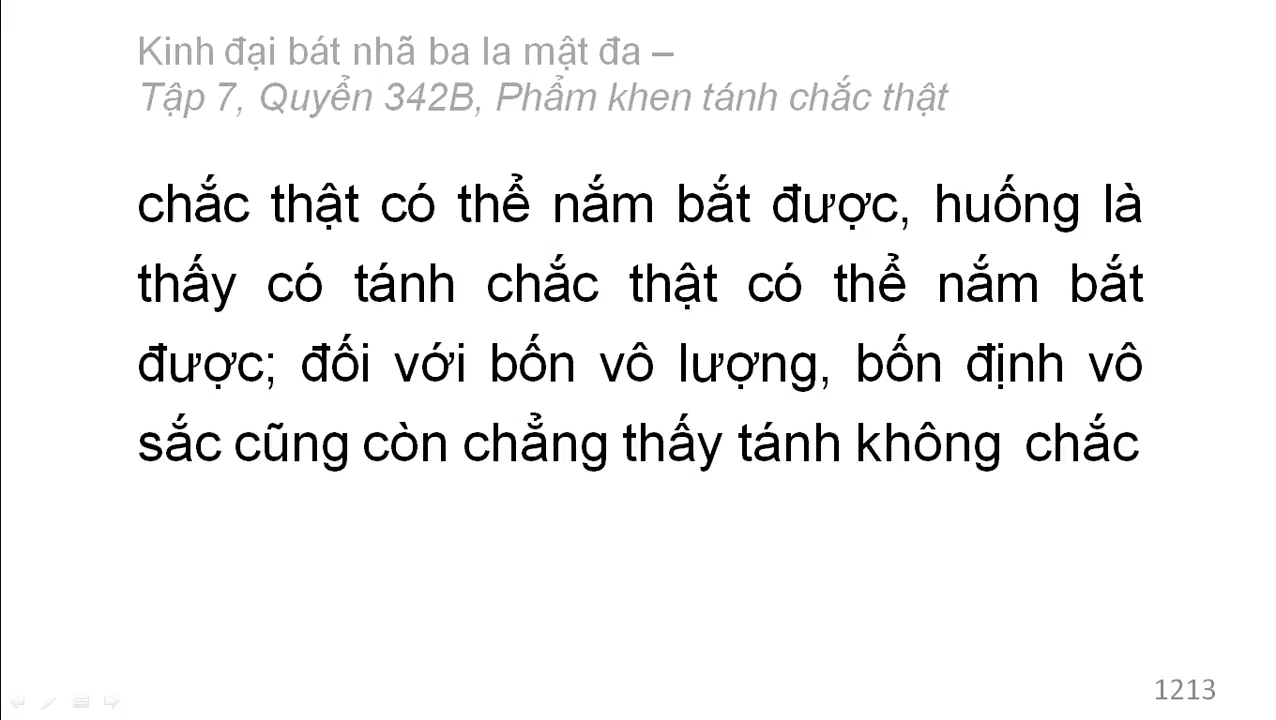 Kinh đại bát nhã ba la mật đa –
Tập 7, Quyển 342B, Phẩm khen tánh chắc thật
chắc thật có thể nắm bắt được, huống là
thấy có tánh chắc thật có thể nắm bắt
được; đối với bốn vô lượng, bốn định vô
sắc cũng còn chẳng thấy tánh không chắc
1213